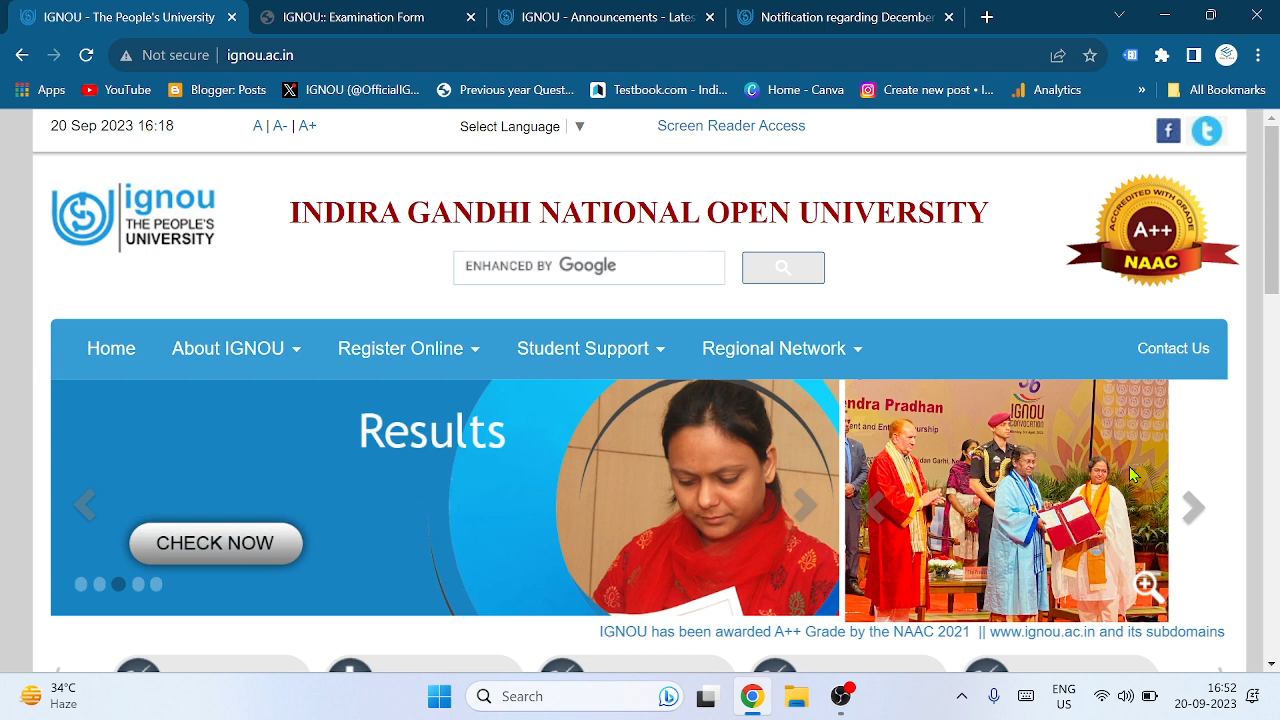 IGNOU - The People's University
IGNOU: Examination Form
IGNOU - Announcements - Lates
Notification regarding December
Not secure
ignou.ac.in
Apps
YouTube
Blogger: Posts
IGNOU (@OfficialIG...
Previous year Quest...
Testbook.com - Indi...
Home - Canva
Create new post • I...
Analytics
»
All Bookmarks
20 Sep 2023 16:18
A | A- | A+
Select Language
Screen Reader Access
ignou
THE PEOPLE'S
UNIVERSITY
INDIRA GANDHI NATIONAL OPEN UNIVERSITY
ENHANCED BY Google
ACCREDITED WITH GRADE
A++
NAAC
Home
About IGNOU
Register Online
Student Support
Regional Network
Contact Us
Results
CHECK NOW
endra Pradhan
IGNOU
CONVOCATION
IGNOU has been awarded A++ Grade by the NAAC 2021 || www.ignou.ac.in and its subdomains
34°C
Haze
Search
ENG
US
16:52
20-09-2023